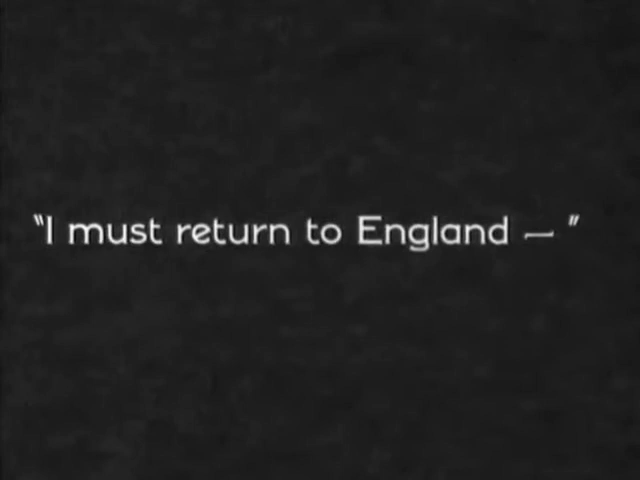 "I must return to England — "